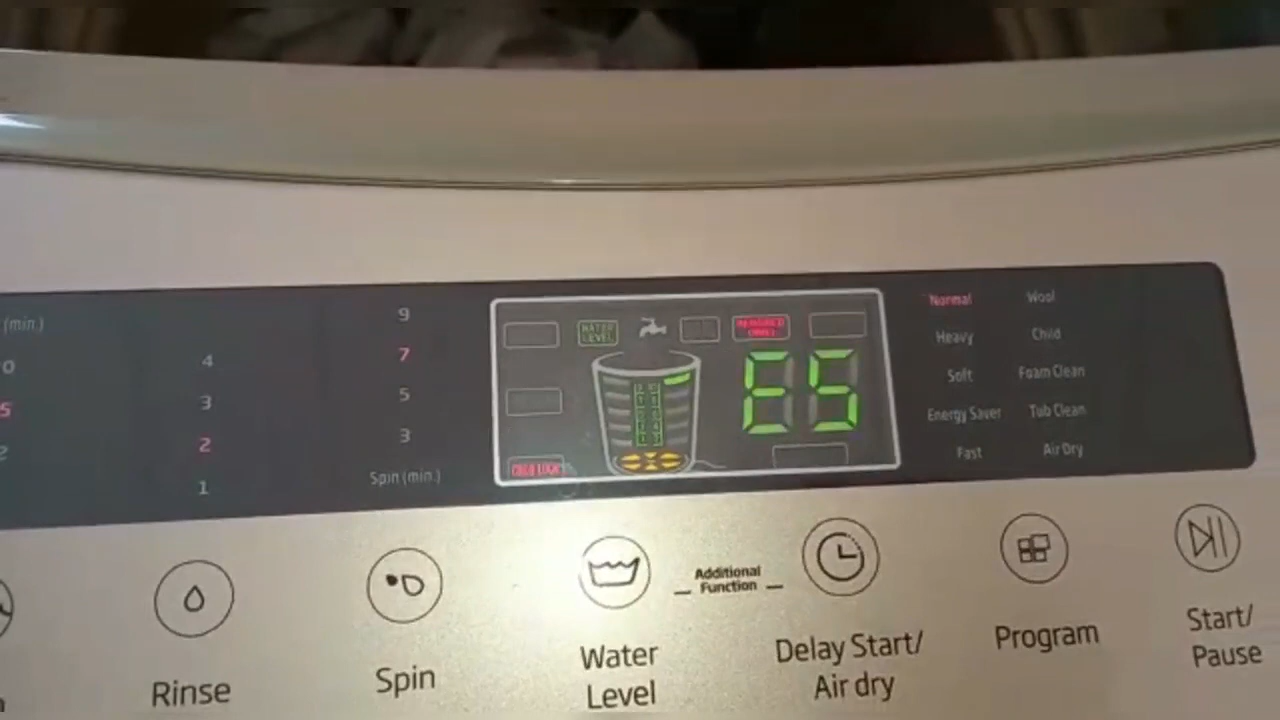 (min.)
0
5
2
4
3
2
1
9
7
5
3
Spin (min.)
WATER
LEVEL
E5
Normal
Heavy
Soft
Energy Saver
Fast
Wool
Child
Foam Clean
Tub Clean
Air Dry
Rinse
Spin
Water
Level
Additional
Function
Delay Start/
Air dry
Program
Start/
Pause